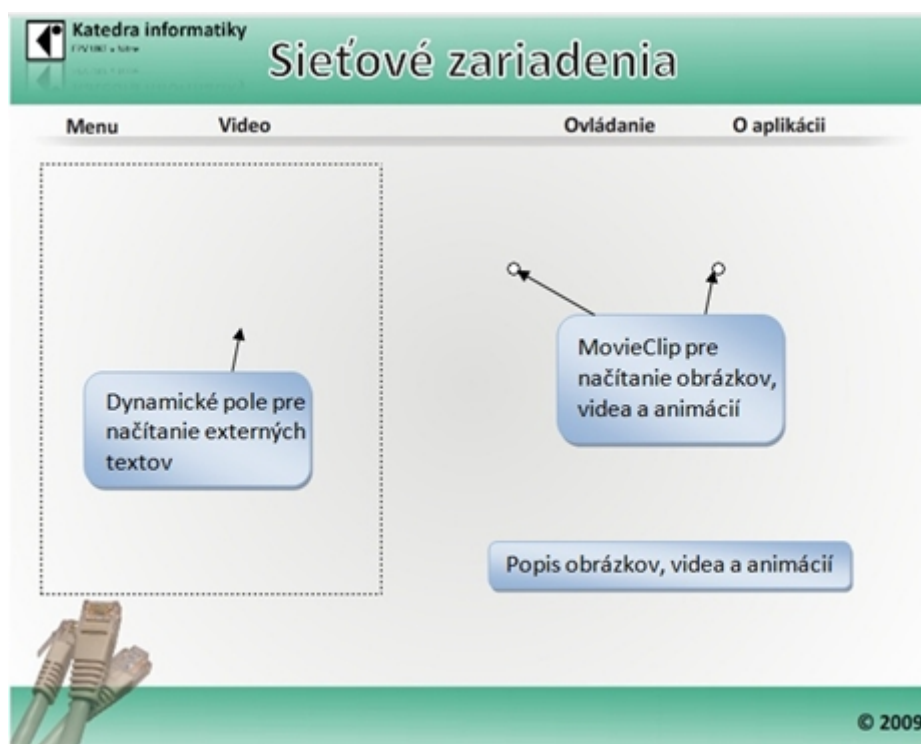 Katedra informatiky
Sieťové zariadenia
Menu Video Ovládanie O aplikácii
MovieClip pre
načítanie obrázkov,
videa a animácií
Dynamické pole pre
načítanie externých
textov
Popis obrázkov, videa a animácií
© 2009